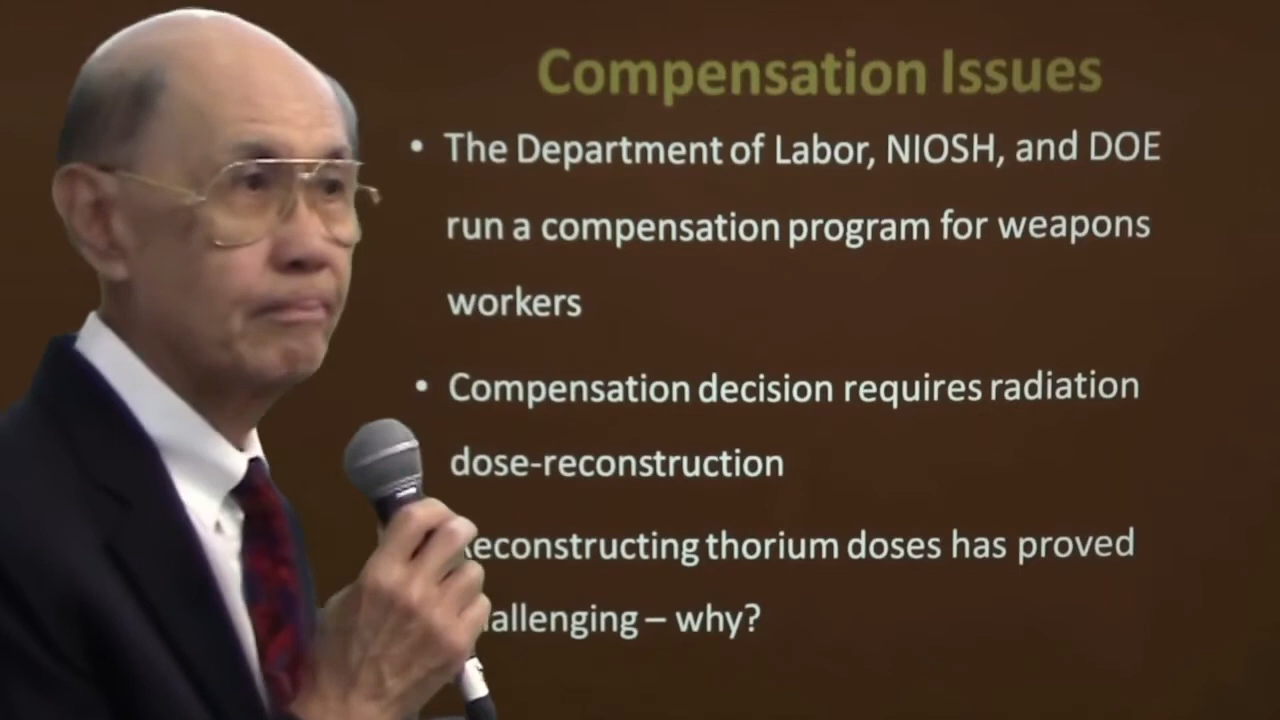 Compensation Issues
• The Department of Labor, NIOSH, and DOE
run a compensation program for weapons
workers
• Compensation decision requires radiation
dose-reconstruction
thorium doses has proved
– why?